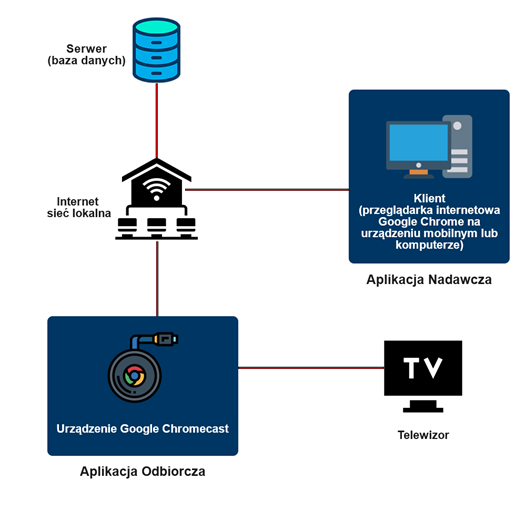 Serwer
(baza danych)
Internet
sieć lokalna
Klient
(przeglądarka internetowa
Google Chrome na
urządzeniu mobilnym lub
komputerze)
Aplikacja Nadawcza
Urządzenie Google Chromecast
Aplikacja Odbiorcza
TV
Telewizor